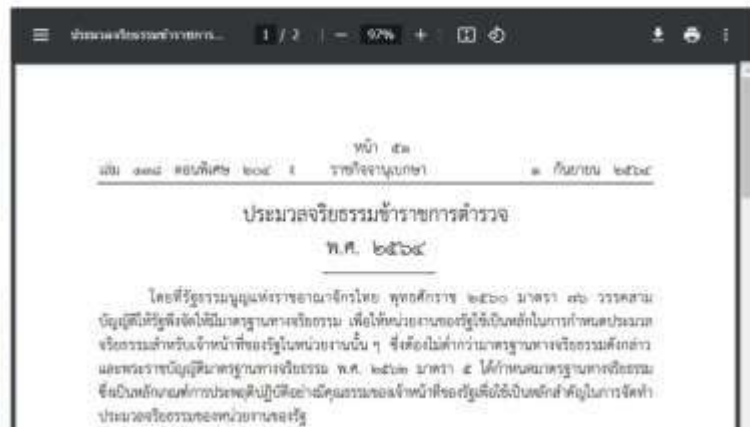 ประมวลจริยธรรมข้าราชการ... 1 / 2 97%
หน้า ๕๑
เล่ม ๑๓๘ ตอนพิเศษ ๒๐๔ ง ราชกิจจานุเบกษา ๑ กันยายน ๒๕๖๔
ประมวลจริยธรรมข้าราชการตำรวจ
พ.ศ. ๒๕๖๔
โดยที่รัฐธรรมนูญแห่งราชอาณาจักรไทย พุทธศักราช ๒๕๖๐ มาตรา ๗๖ วรรคสาม
บัญญัติให้รัฐพึงจัดให้มีมาตรฐานทางจริยธรรม เพื่อให้หน่วยงานของรัฐใช้เป็นหลักในการกำหนดประมวล
จริยธรรมสำหรับเจ้าหน้าที่ของรัฐในหน่วยงานนั้น ๆ ซึ่งต้องไม่ต่ำกว่ามาตรฐานทางจริยธรรมดังกล่าว
และพระราชบัญญัติมาตรฐานทางจริยธรรม พ.ศ. ๒๕๖๒ มาตรา ๕ ได้กำหนดมาตรฐานทางจริยธรรม
ซึ่งเป็นหลักเกณฑ์การประพฤติปฏิบัติอย่างมีคุณธรรมของเจ้าหน้าที่ของรัฐเพื่อใช้เป็นหลักสำคัญในการจัดทำ
ประมวลจริยธรรมของหน่วยงานของรัฐ